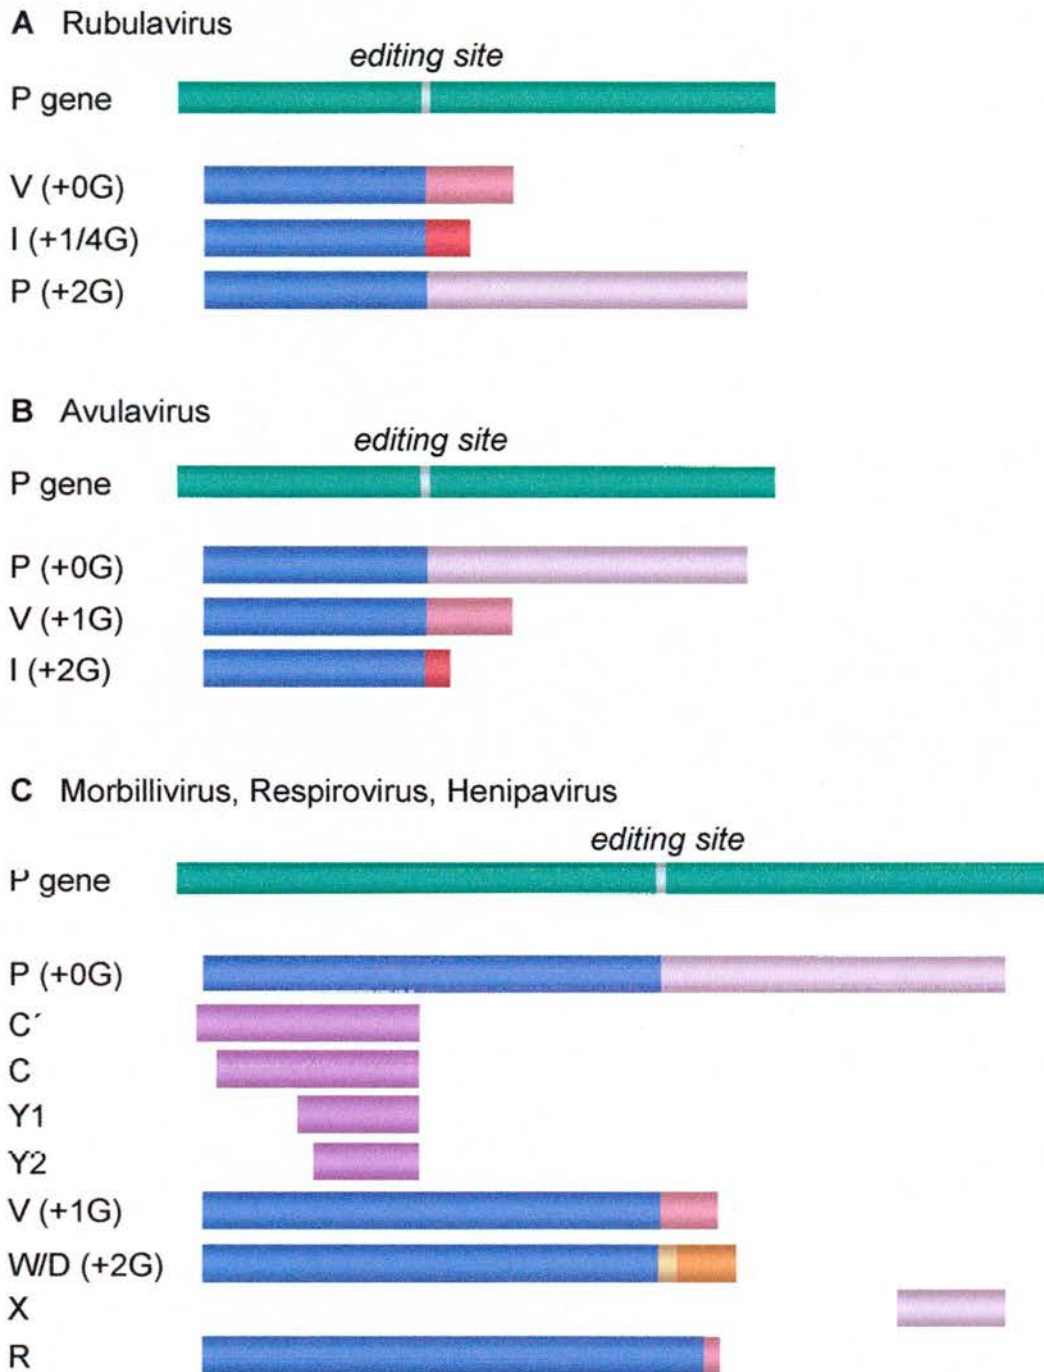 A Rubulavirus
editing site
P gene
V (+0G)
I (+1/4G)
P (+2G)
B Avulavirus
editing site
P gene
P (+0G)
V (+1G)
I (+2G)
C Morbillivirus, Respirovirus, Henipavirus
editing site
P gene
P (+0G)
C´
C
Y1
Y2
V (+1G)
W/D (+2G)
X
R